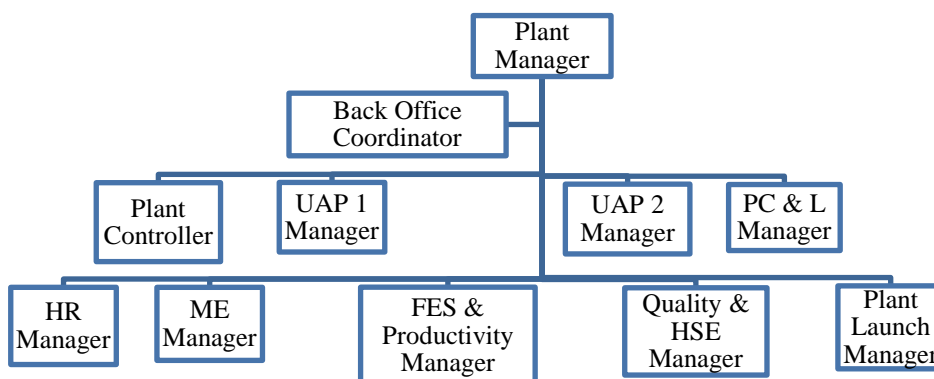 Plant
Manager
Back Office
Coordinator
Plant
Controller
UAP 1
Manager
UAP 2
Manager
PC & L
Manager
HR
Manager
ME
Manager
FES &
Productivity
Manager
Quality &
HSE
Manager
Plant
Launch
Manager